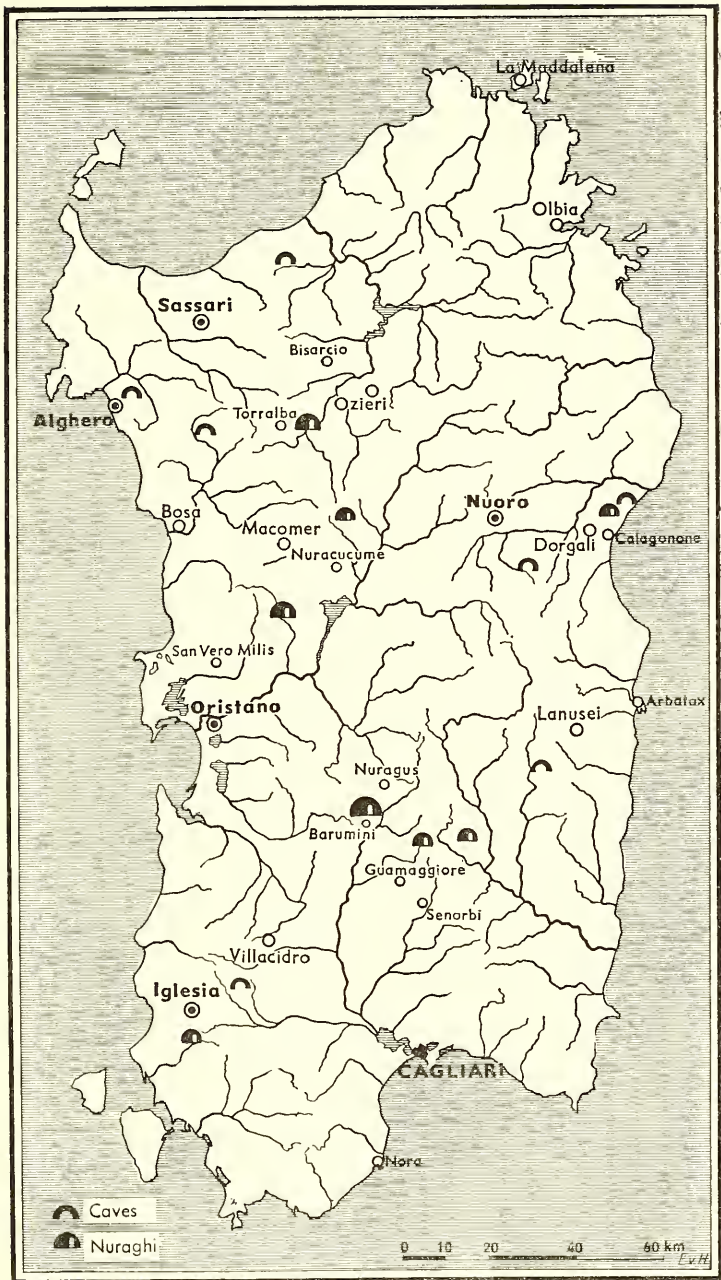 La Maddalena
Olbia
Sassari
Bisarcio
Ozieri
Alghero
Torralba
Bosa
Macomer
Nuoro
Dorgali
Calagonone
Nuracucume
San Vero Milis
Oristano
Arbatax
Lanusei
Nuragus
Barumini
Guamaggiore
Senorbi
Villacidro
Iglesia
CAGLIARI
Nora
Caves
Nuraghi
0 10 20 40 60 km
E.v.H.